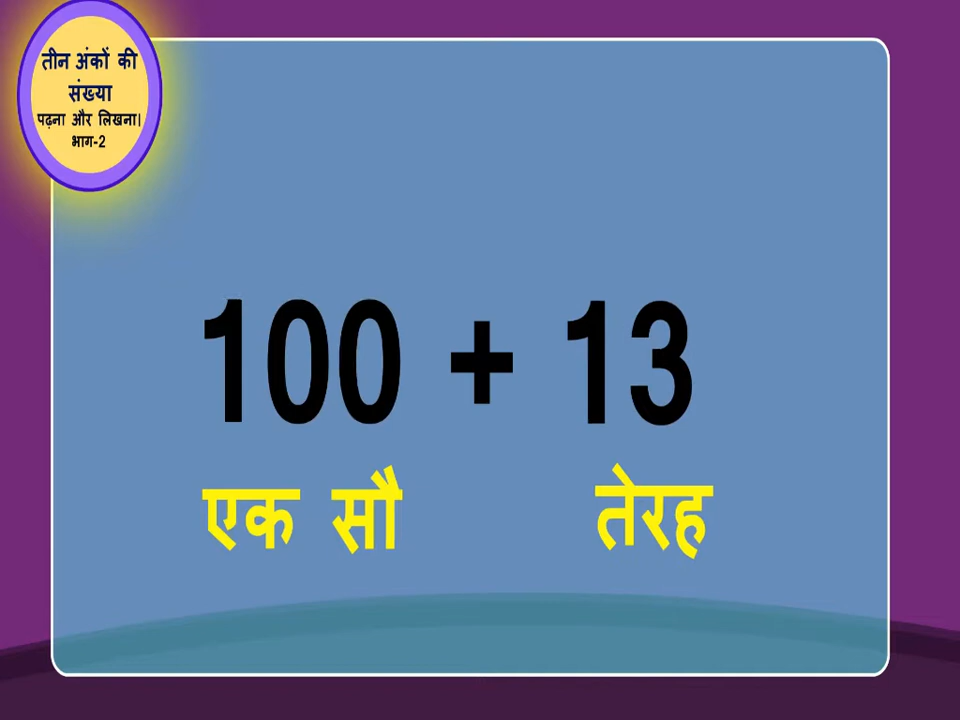 तीन अंकों की
संख्या
पढ़ना और लिखना।
भाग-2
100 + 13
एक सौ तेरह